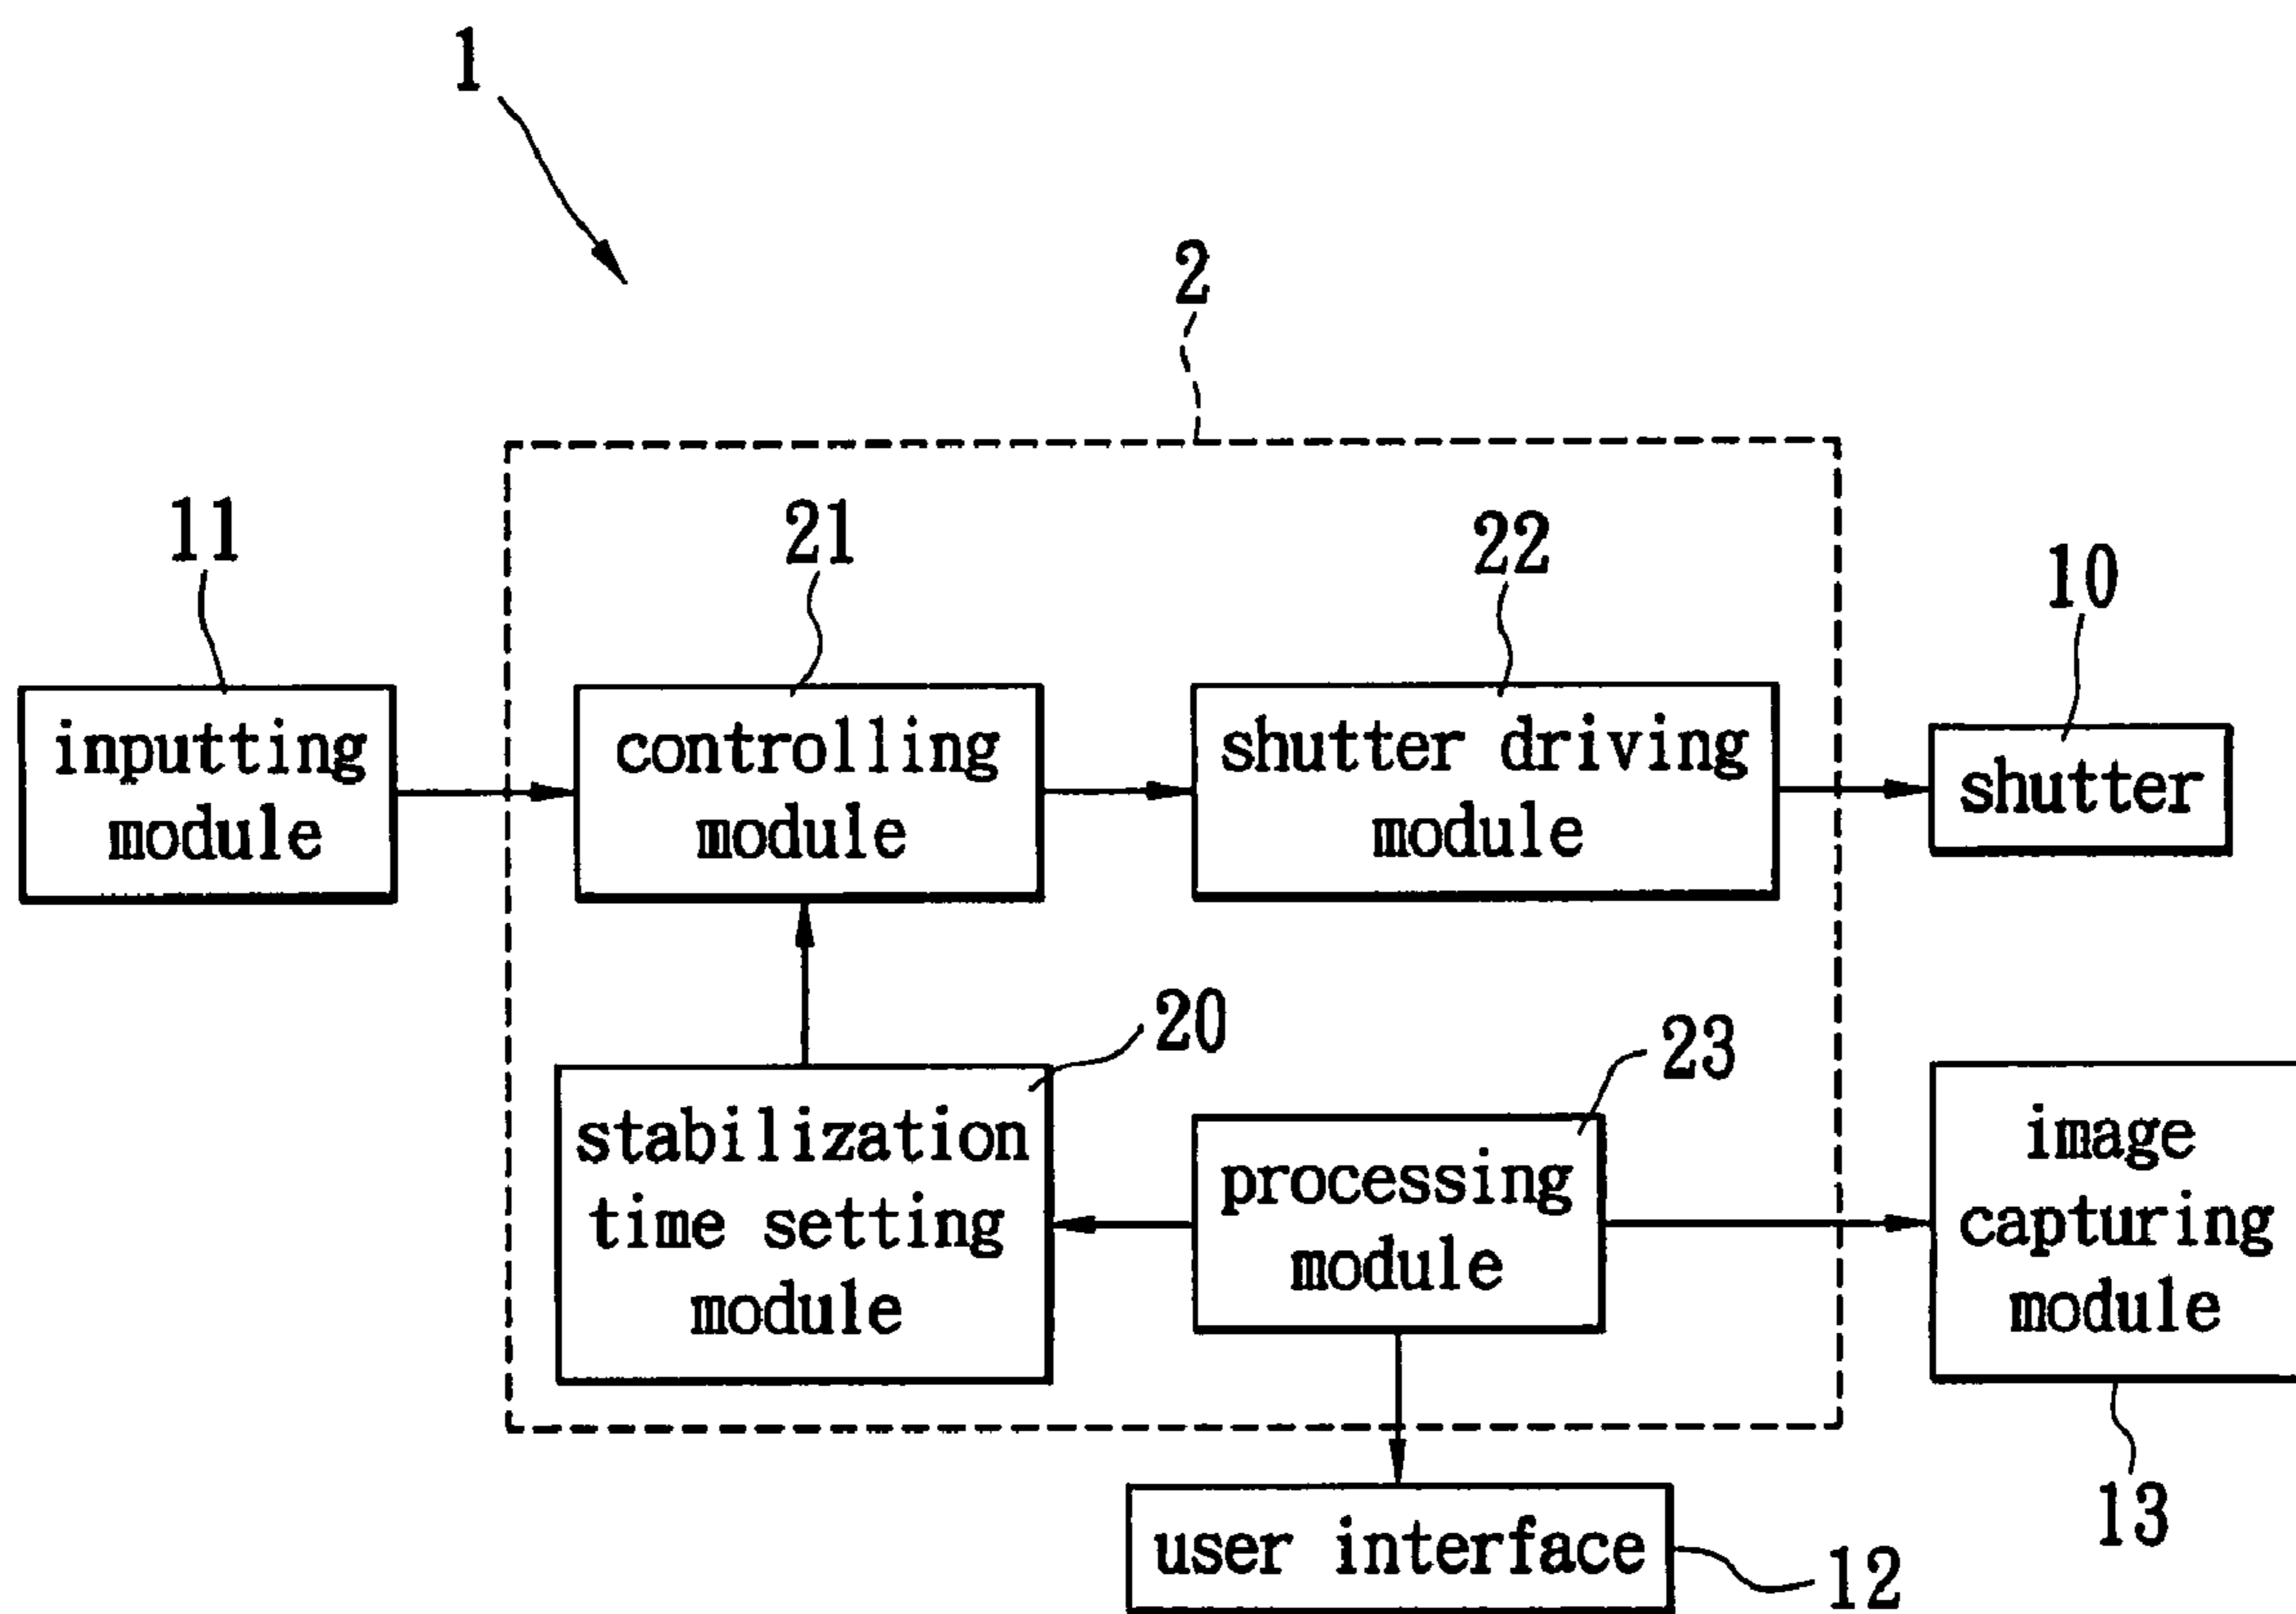 1
2
11
21
22
10
inputting
module
controlling
module
shutter driving
module
shutter
20
23
stabilization
time setting
module
processing
module
image
capturing
module
13
user interface
12